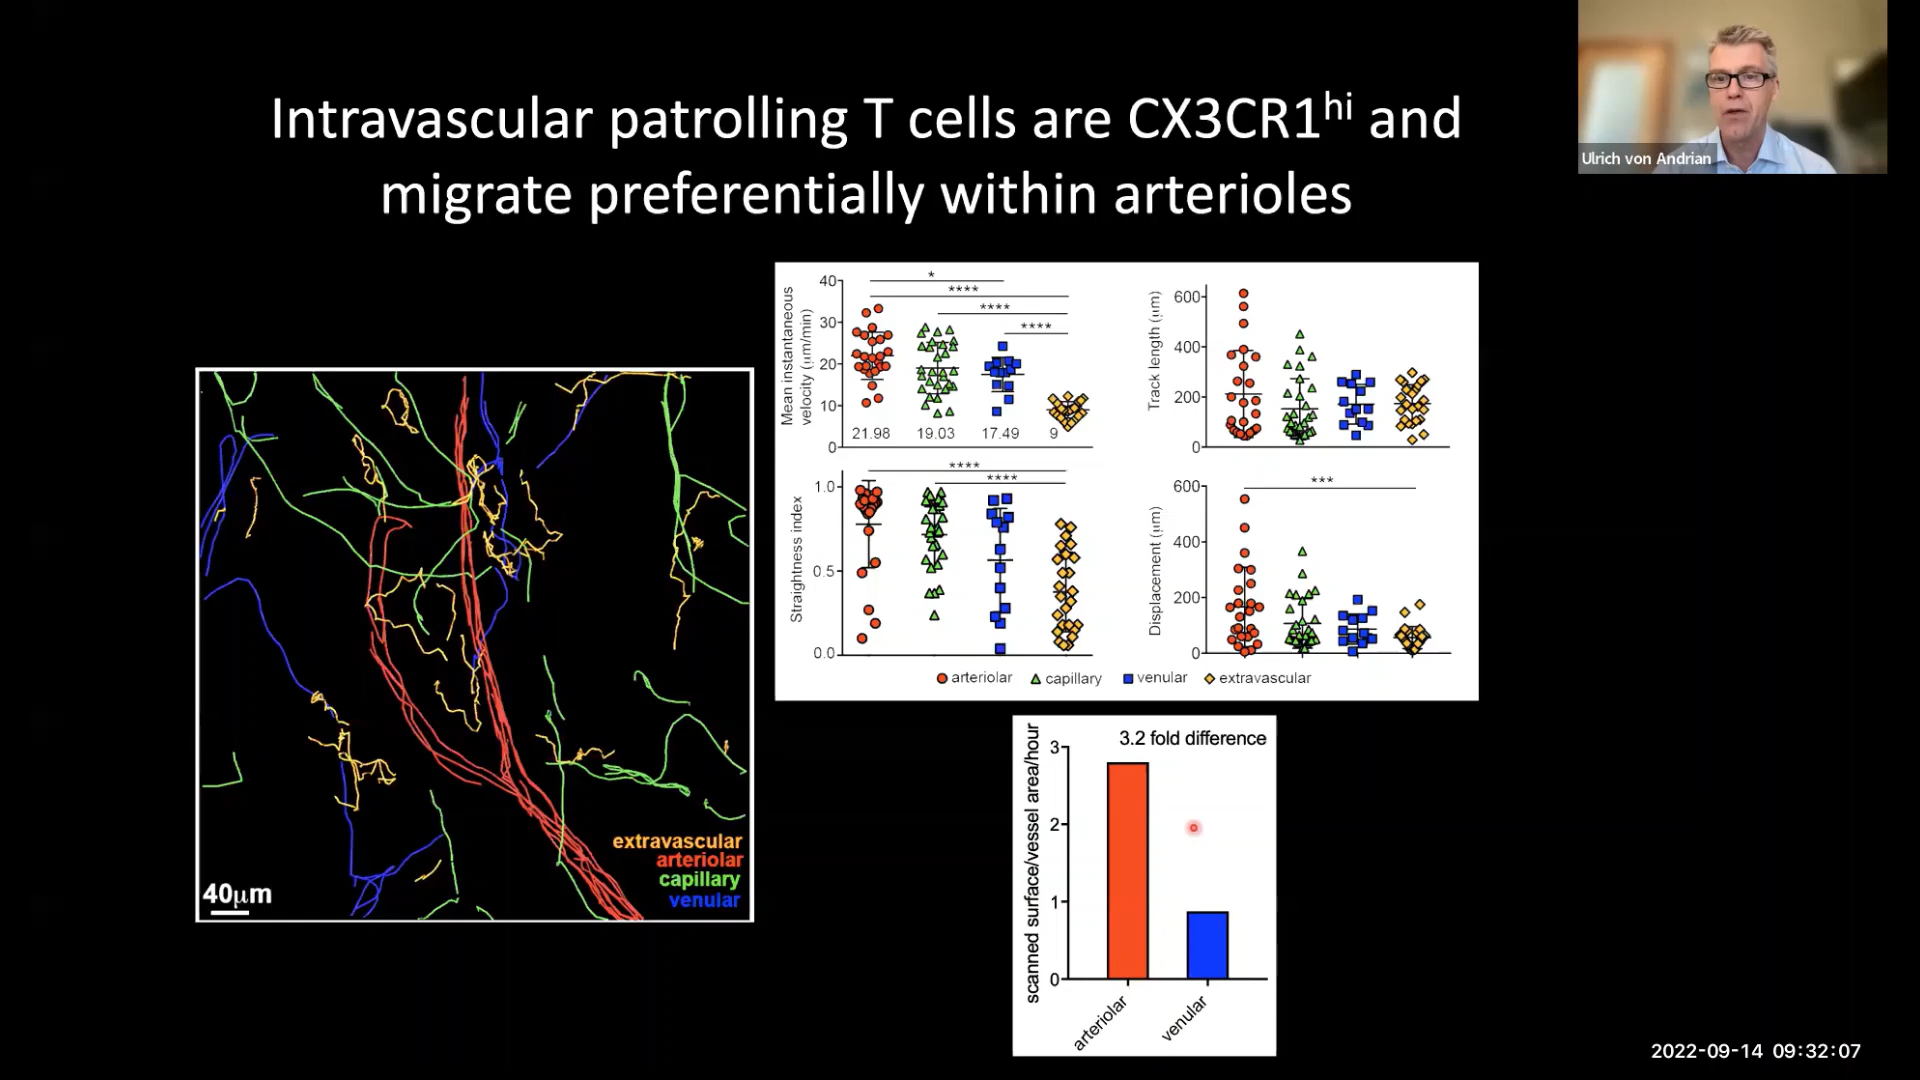 Intravascular patrolling T cells are CX3CR1hi and
migrate preferentially within arterioles
Ulrich von Andrian
extravascular
arteriolar
capillary
venular
40μm
Mean instantaneous
velocity (μm/min)
40
30
20
10
0
*
****
****
****
21.98 19.03 17.49 9
Track length (μm)
600
400
200
0
Straightness index
1.0
0.5
0.0
****
****
Displacement (μm)
600
400
200
0
***
arteriolar capillary venular extravascular
3.2 fold difference
scanned surface/vessel area/hour
3
2
1
0
arteriolar
venular
2022-09-14 09:32:07